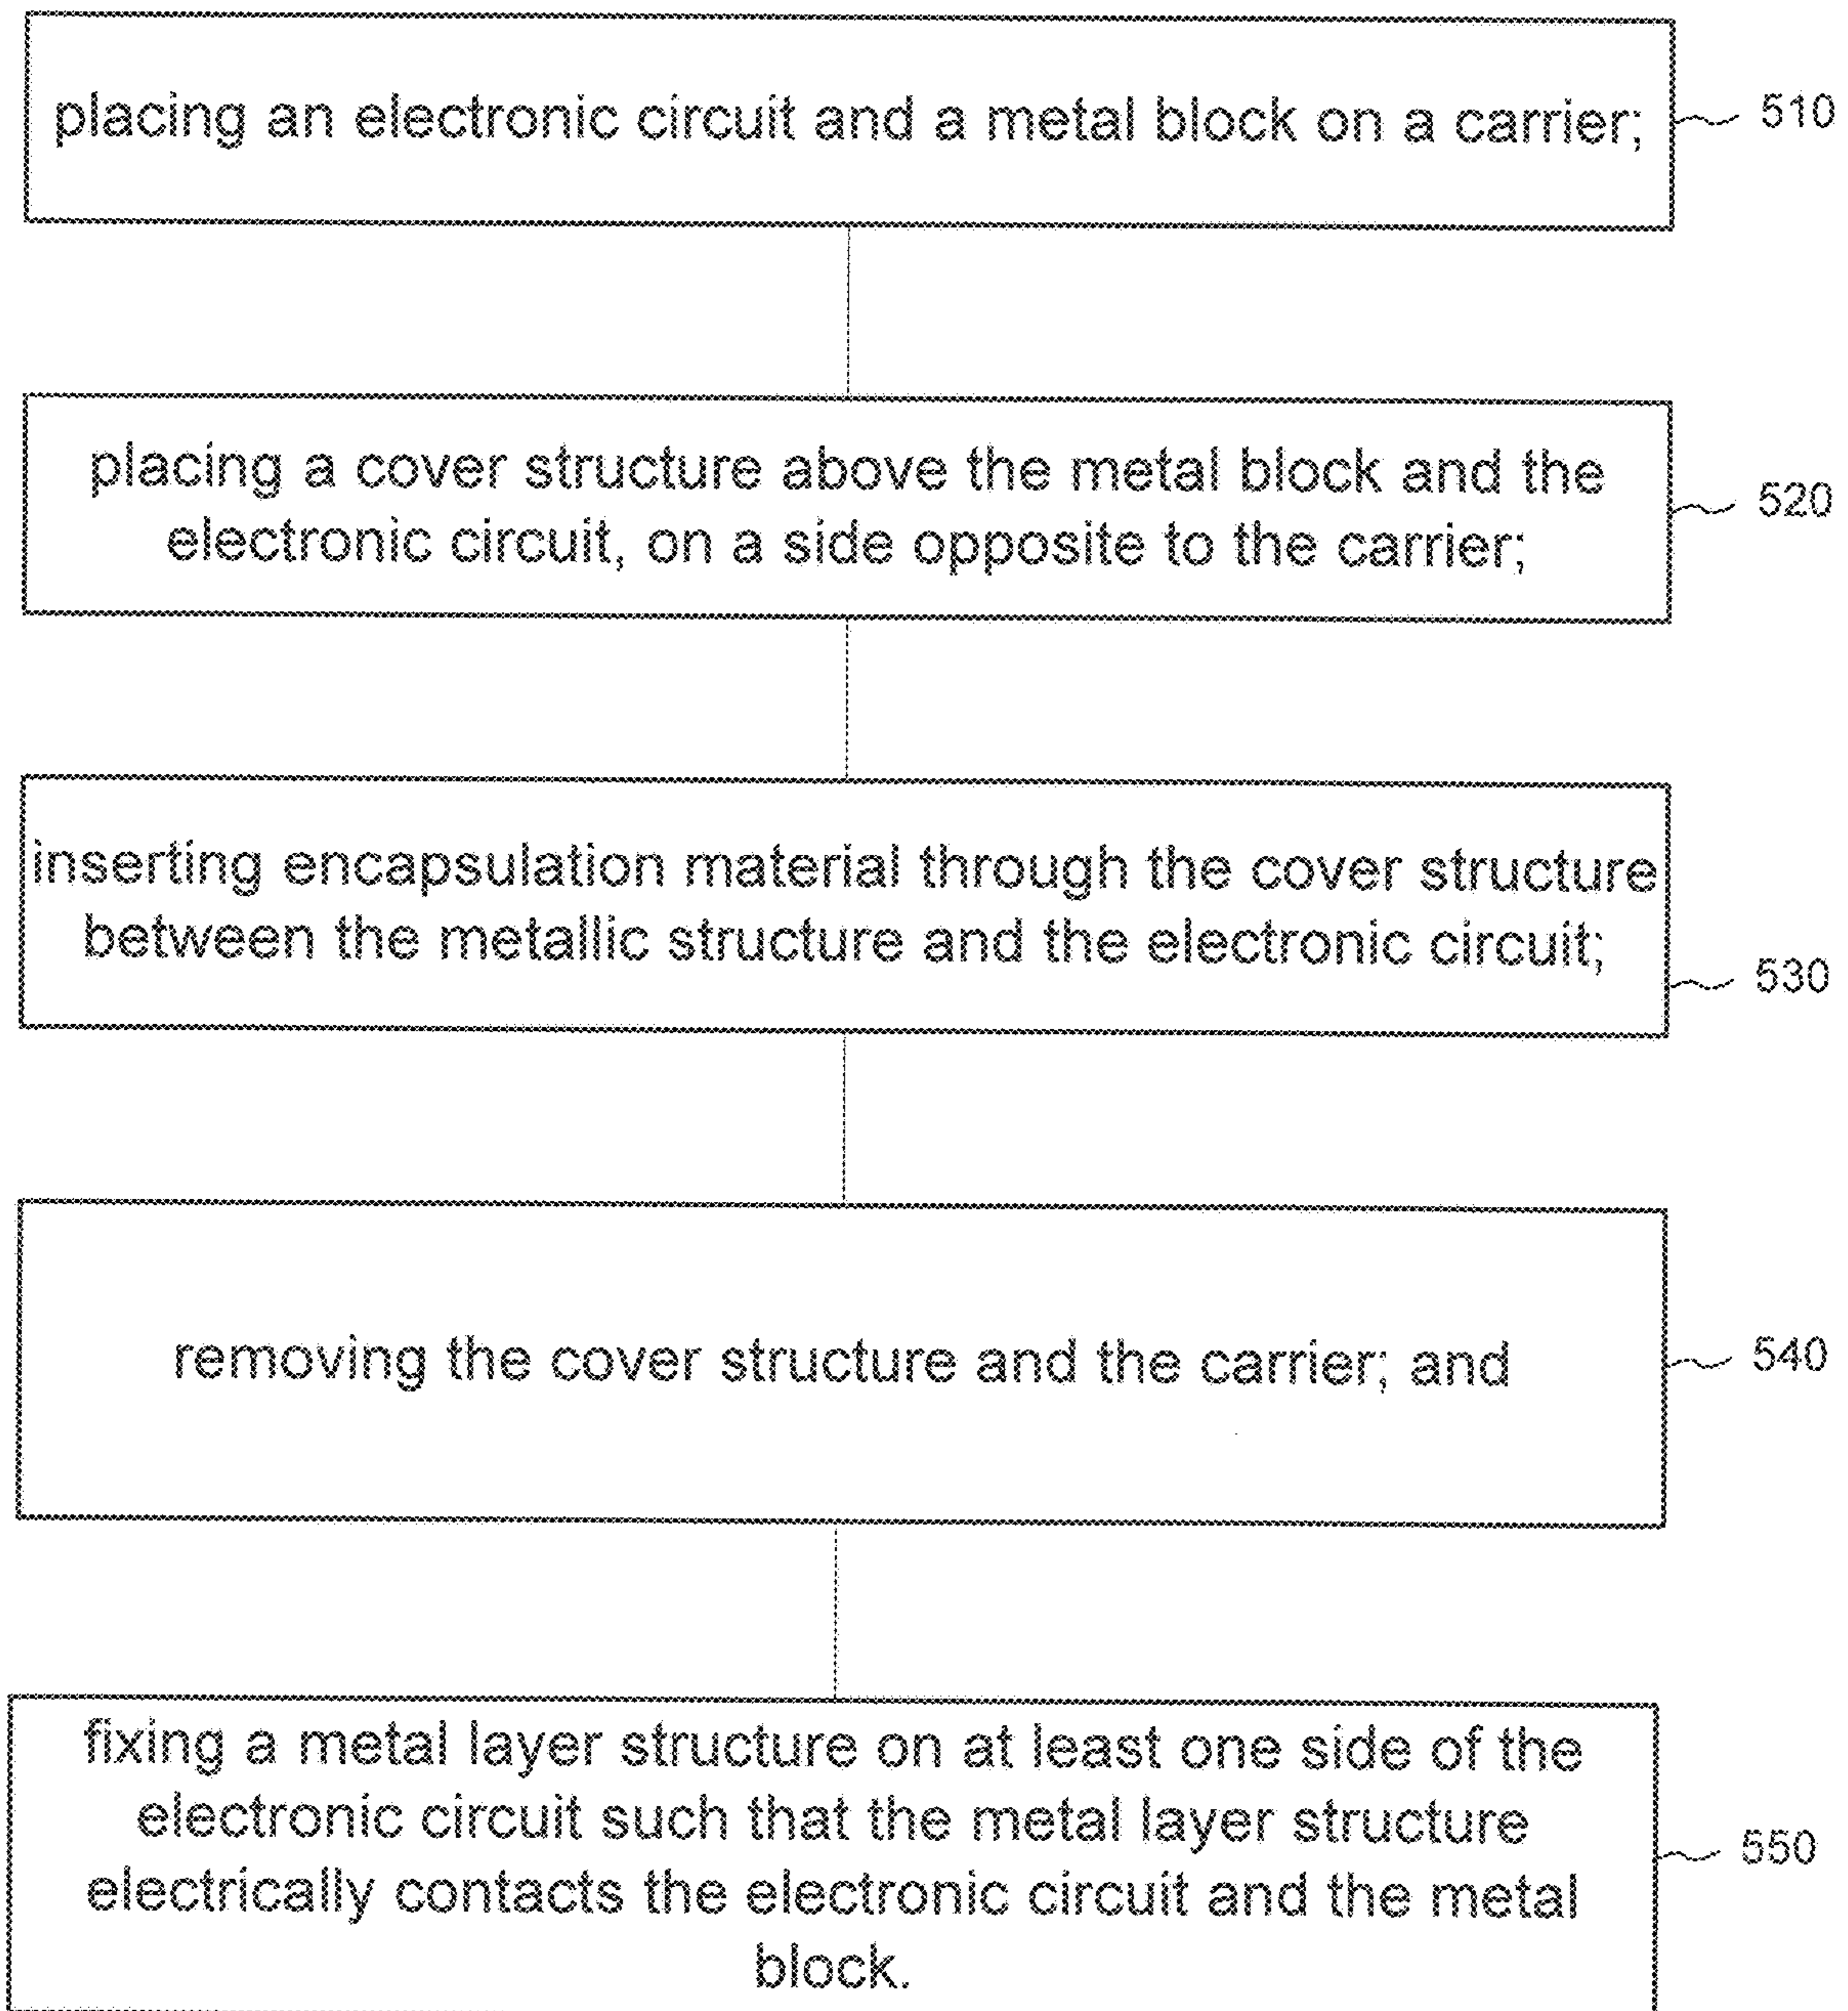 placing an electronic circuit and a metal block on a carrier;
510
placing a cover structure above the metal block and the
electronic circuit, on a side opposite to the carrier;
520
inserting encapsulation material through the cover structure
between the metallic structure and the electronic circuit;
530
removing the cover structure and the carrier; and
540
fixing a metal layer structure on at least one side of the
electronic circuit such that the metal layer structure
electrically contacts the electronic circuit and the metal
block.
550